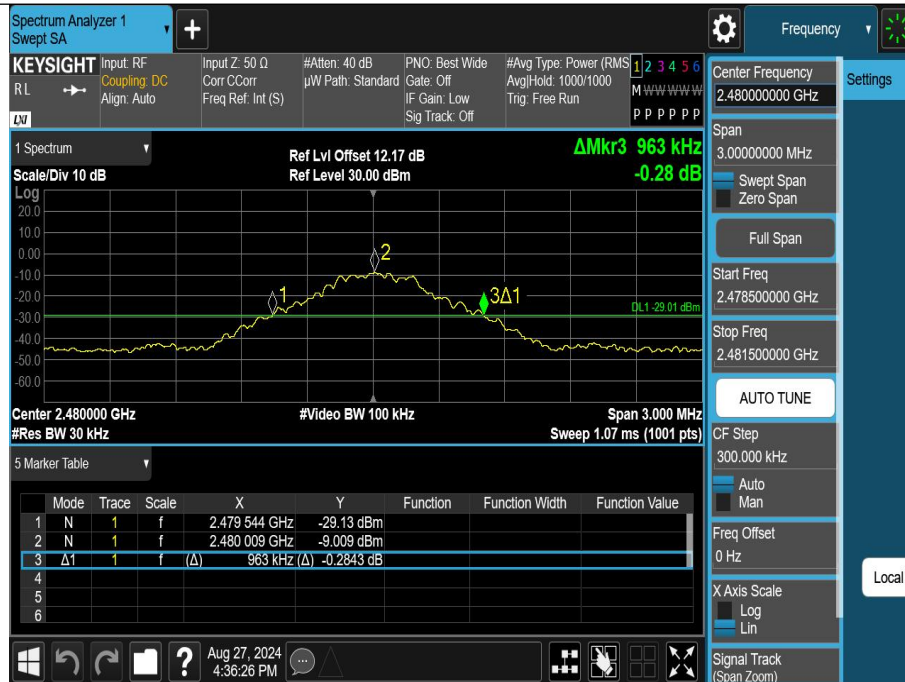 Spectrum Analyzer 1
Swept SA
+
Frequency
KEYSIGHT
RL
LXI
Input: RF
Coupling: DC
Align: Auto
Input Z: 50 Ω
Corr CCorr
Freq Ref: Int (S)
#Atten: 40 dB
µW Path: Standard
PNO: Best Wide
Gate: Off
IF Gain: Low
Sig Track: Off
#Avg Type: Power (RMS
Avg|Hold: 1000/1000
Trig: Free Run
1 2 3 4 5 6
M W W W W W
P P P P P P
1 Spectrum
Scale/Div 10 dB
Ref Lvl Offset 12.17 dB
Ref Level 30.00 dBm
ΔMkr3 963 kHz
-0.28 dB
Log
20.0
10.0
0.00
-10.0
-20.0
-30.0
-40.0
-50.0
-60.0
1
2
3Δ1
DL1 -29.01 dBm
Center 2.480000 GHz
#Res BW 30 kHz
#Video BW 100 kHz
Span 3.000 MHz
Sweep 1.07 ms (1001 pts)
5 Marker Table
Mode Trace Scale X Y Function Function Width Function Value
1 N 1 f 2.479 544 GHz -29.13 dBm
2 N 1 f 2.480 009 GHz -9.009 dBm
3 Δ1 1 f (Δ) 963 kHz (Δ) -0.2843 dB
4
5
6
?
Aug 27, 2024
4:36:26 PM
Center Frequency
2.480000000 GHz
Span
3.00000000 MHz
Swept Span
Zero Span
Full Span
Start Freq
2.478500000 GHz
Stop Freq
2.481500000 GHz
AUTO TUNE
CF Step
300.000 kHz
Auto
Man
Freq Offset
0 Hz
X Axis Scale
Log
Lin
Signal Track
(Span Zoom)
Settings
Local